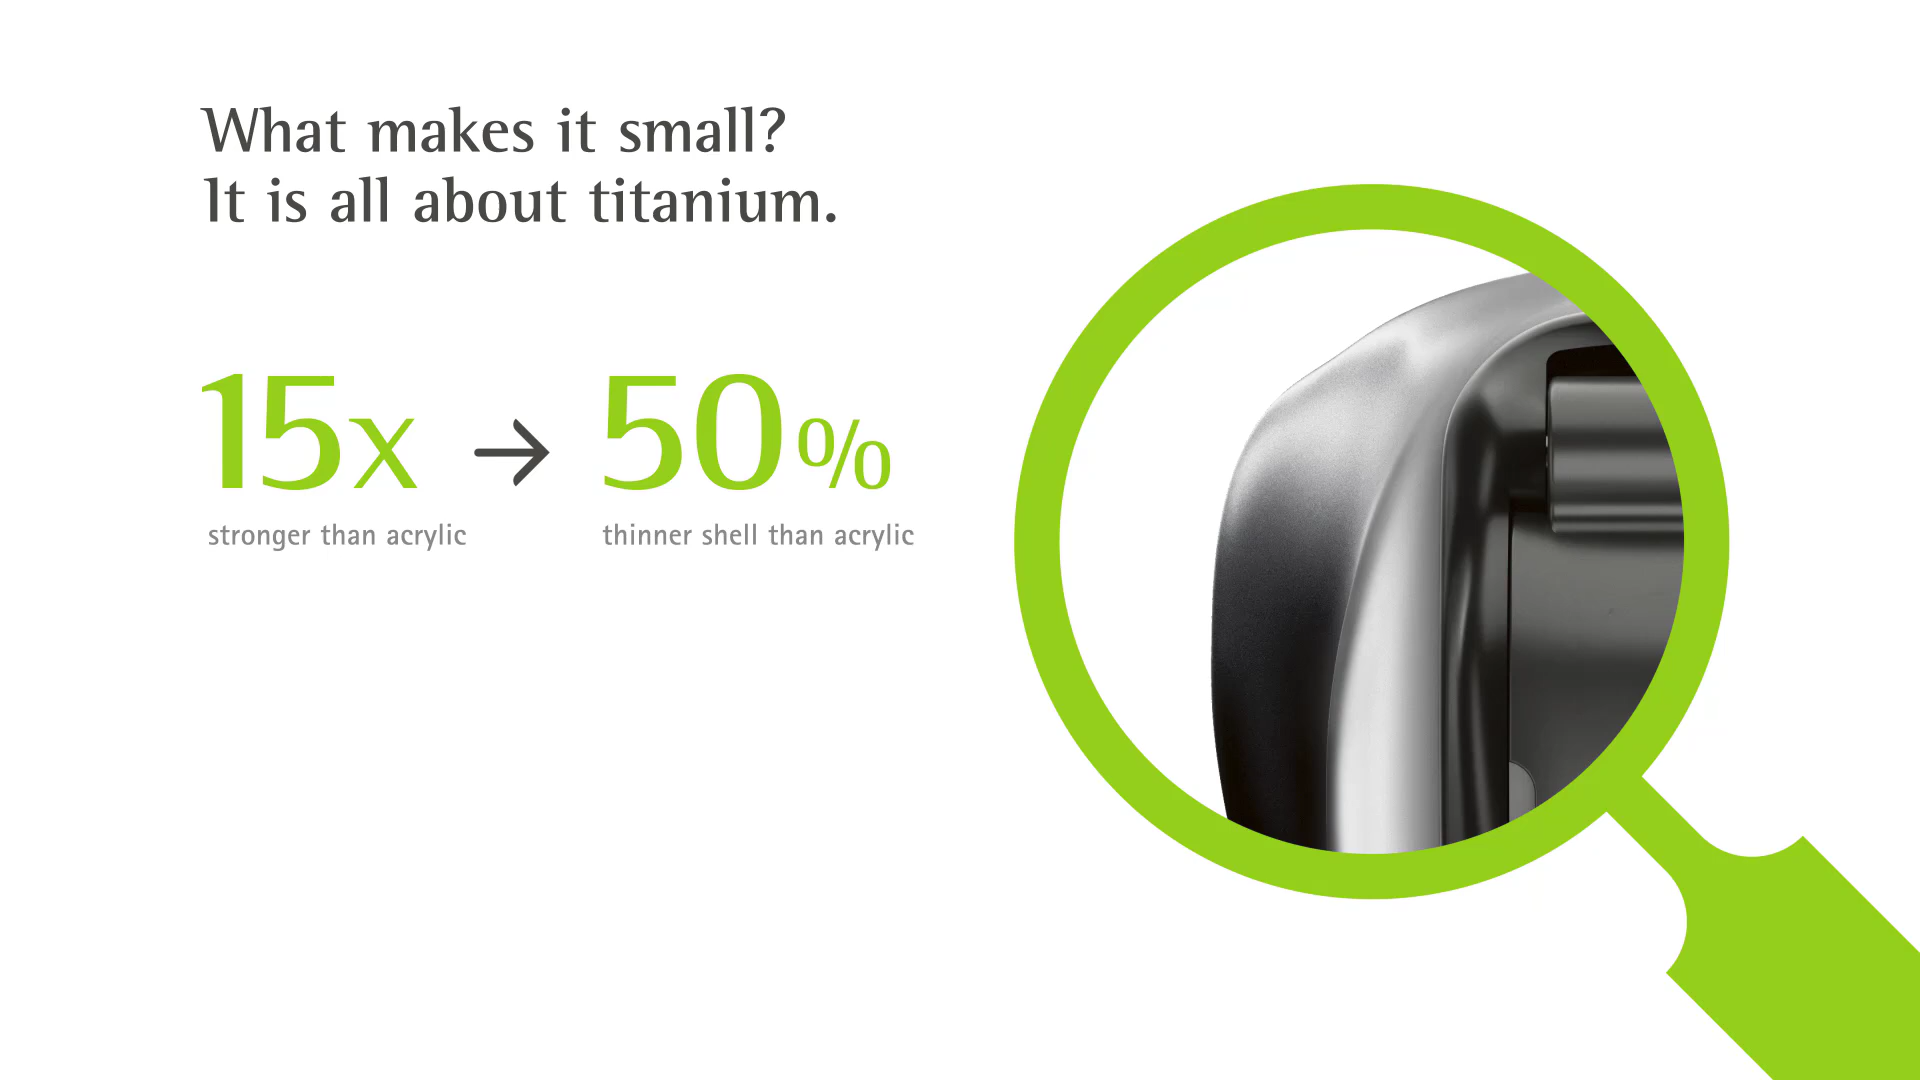 What makes it small?
It is all about titanium.
15x → 50%
stronger than acrylic
thinner shell than acrylic